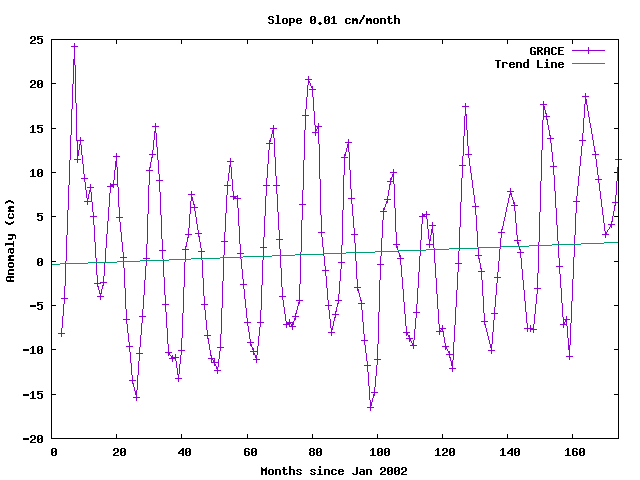 Slope 0.01 cm/month
GRACE
Trend Line
25
20
15
10
5
0
-5
-10
-15
-20
Anomaly (cm)
0 20 40 60 80 100 120 140 160
Months since Jan 2002